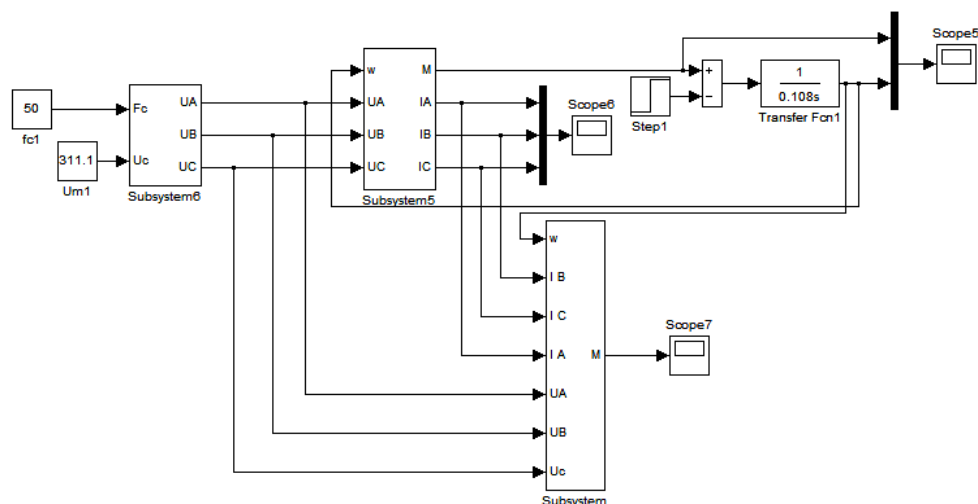 50
fc1
311.1
Um1
Fc
Uc
UA
UB
UC
Subsystem6
w
UA
UB
UC
M
IA
IB
IC
Subsystem5
Scope6
Step1
+
−
1
0.108s
Transfer Fcn1
Scope5
w
I B
I C
I A
UA
UB
Uc
M
Subsystem
Scope7